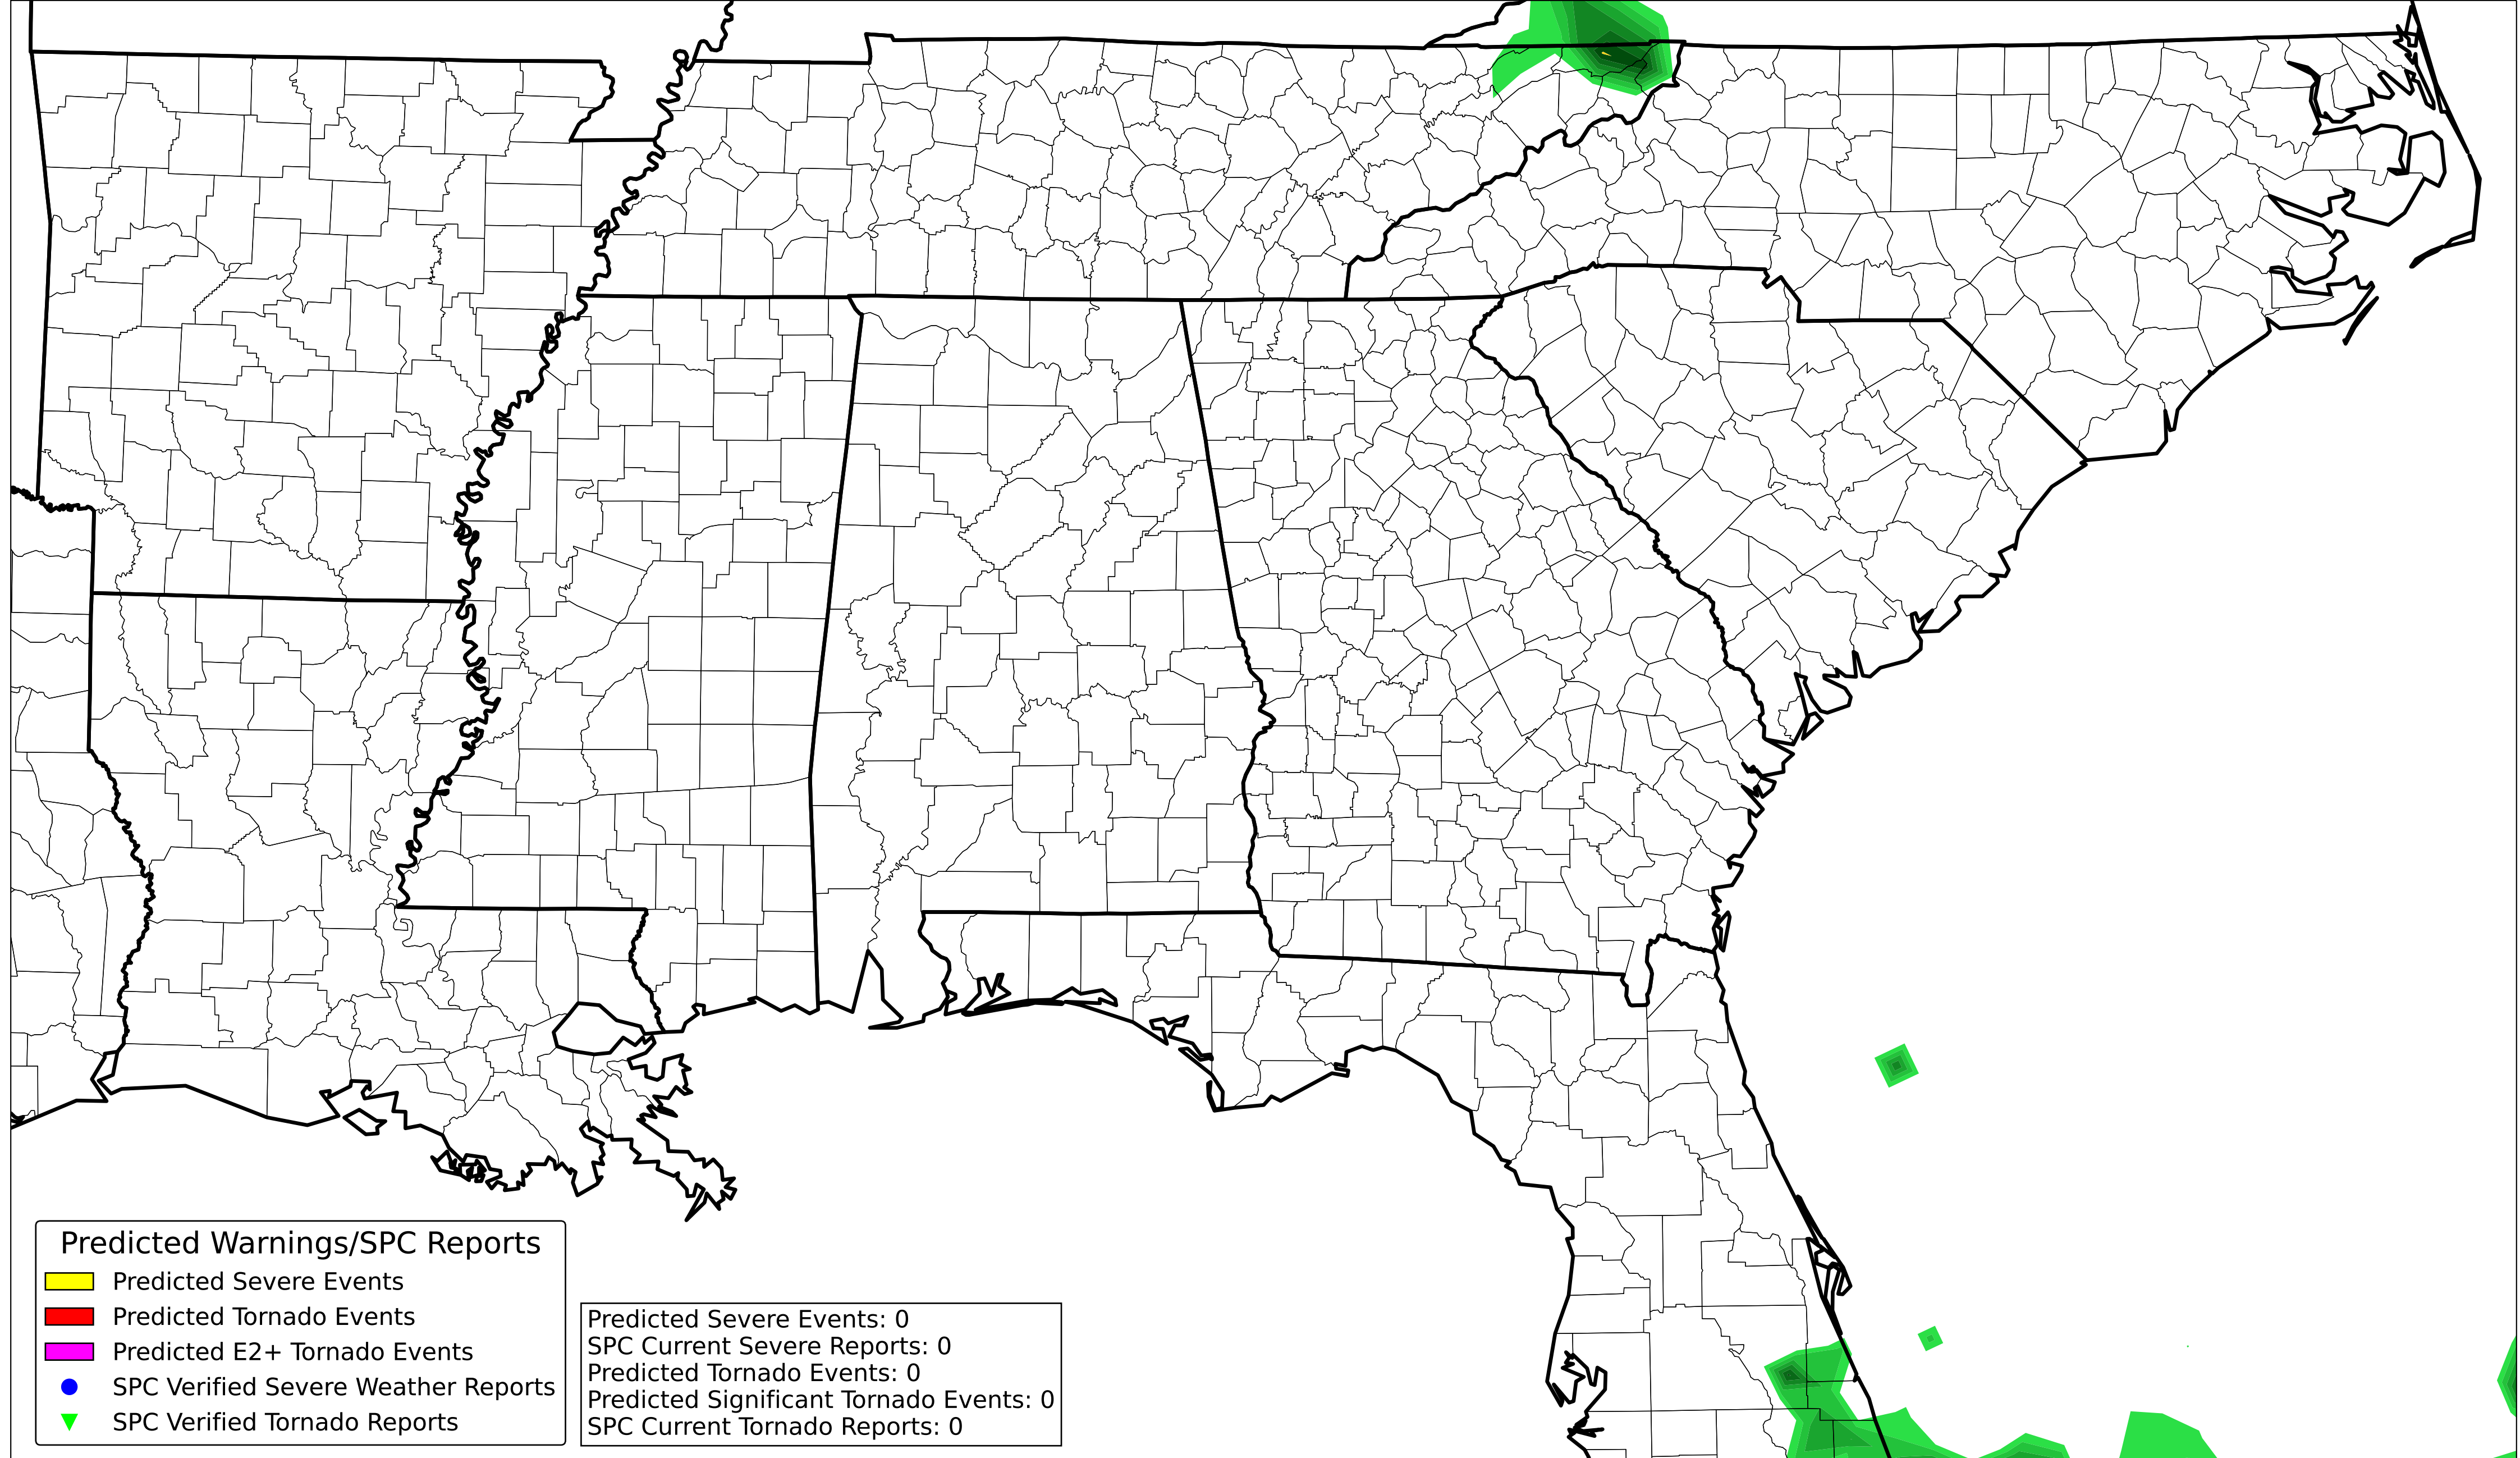 Predicted Warnings/SPC Reports
Predicted Severe Events
Predicted Tornado Events
Predicted E2+ Tornado Events
SPC Verified Severe Weather Reports
SPC Verified Tornado Reports
Predicted Severe Events: 0
SPC Current Severe Reports: 0
Predicted Tornado Events: 0
Predicted Significant Tornado Events: 0
SPC Current Tornado Reports: 0